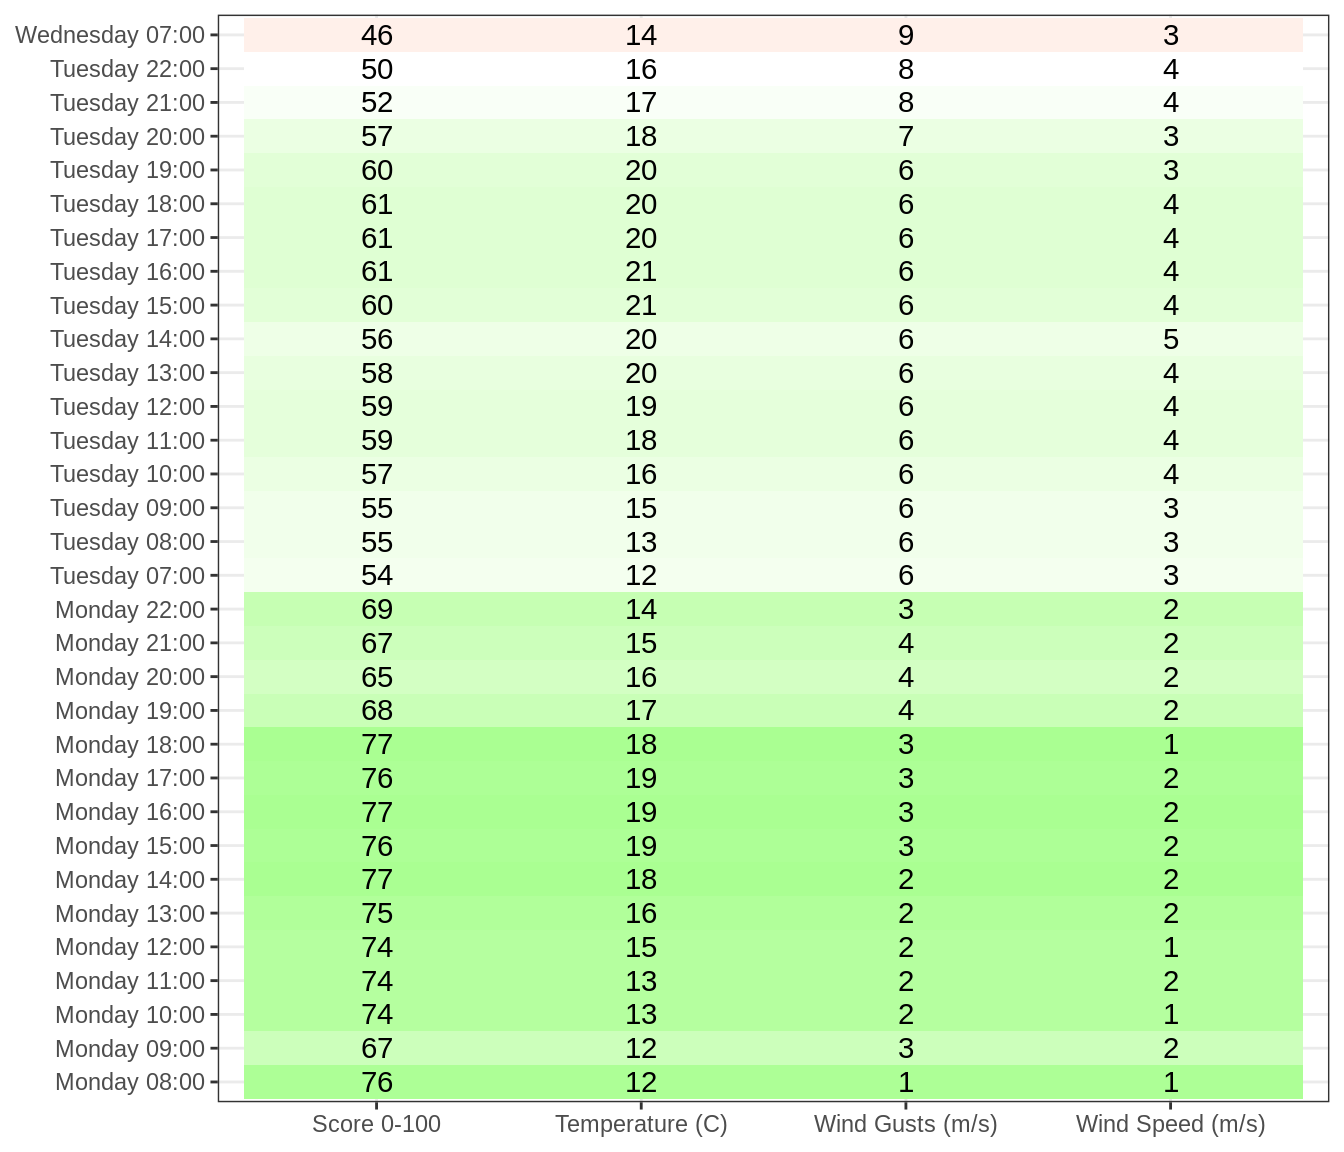 Wednesday 07:00 46 14 9 3
Tuesday 22:00 50 16 8 4
Tuesday 21:00 52 17 8 4
Tuesday 20:00 57 18 7 3
Tuesday 19:00 60 20 6 3
Tuesday 18:00 61 20 6 4
Tuesday 17:00 61 20 6 4
Tuesday 16:00 61 21 6 4
Tuesday 15:00 60 21 6 4
Tuesday 14:00 56 20 6 5
Tuesday 13:00 58 20 6 4
Tuesday 12:00 59 19 6 4
Tuesday 11:00 59 18 6 4
Tuesday 10:00 57 16 6 4
Tuesday 09:00 55 15 6 3
Tuesday 08:00 55 13 6 3
Tuesday 07:00 54 12 6 3
Monday 22:00 69 14 3 2
Monday 21:00 67 15 4 2
Monday 20:00 65 16 4 2
Monday 19:00 68 17 4 2
Monday 18:00 77 18 3 1
Monday 17:00 76 19 3 2
Monday 16:00 77 19 3 2
Monday 15:00 76 19 3 2
Monday 14:00 77 18 2 2
Monday 13:00 75 16 2 2
Monday 12:00 74 15 2 1
Monday 11:00 74 13 2 2
Monday 10:00 74 13 2 1
Monday 09:00 67 12 3 2
Monday 08:00 76 12 1 1
Score 0-100 Temperature (C) Wind Gusts (m/s) Wind Speed (m/s)